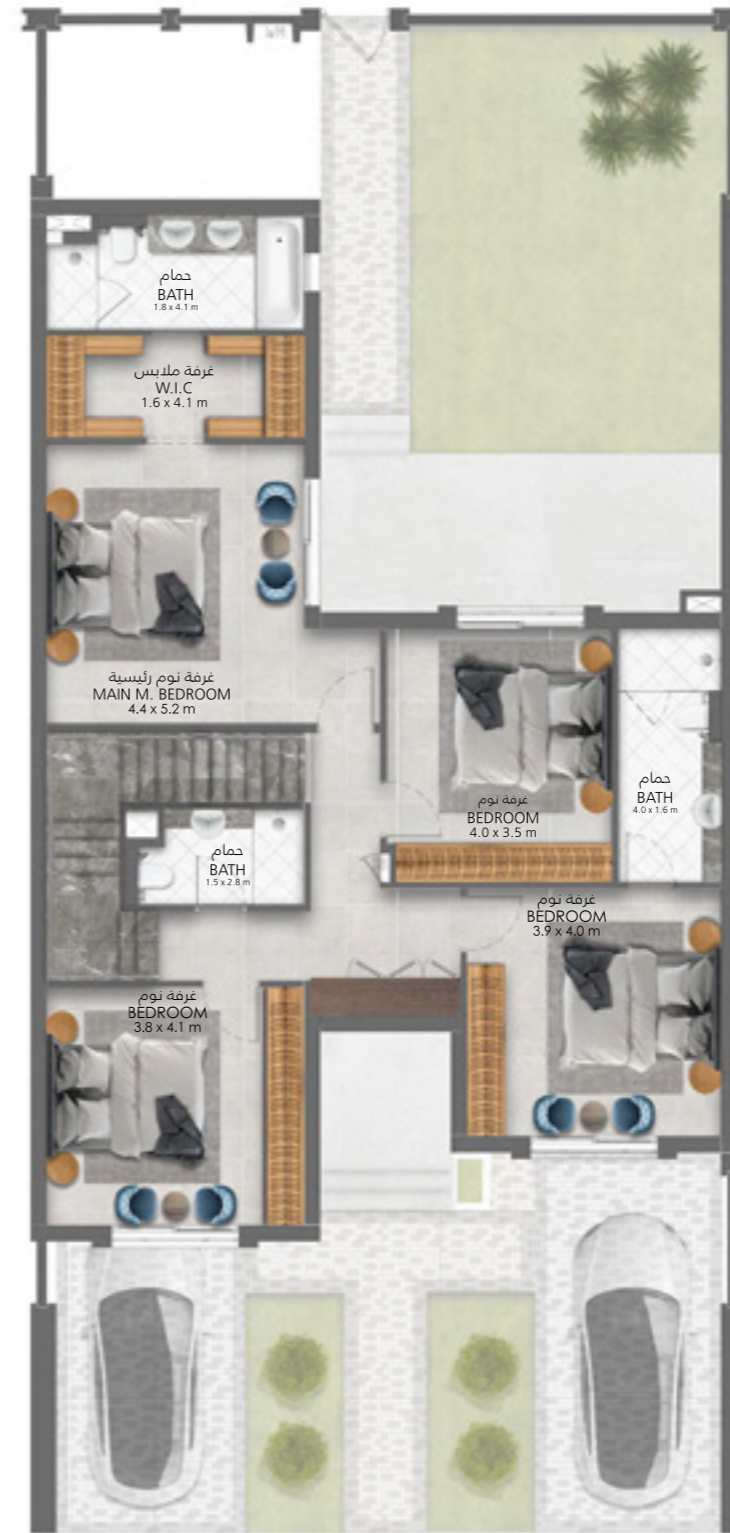 حمام
BATH
1.8 x 4.1 m
غرفة ملابس
W.I.C
1.6 x 4.1 m
غرفة نوم رئيسية
MAIN M. BEDROOM
4.4 x 5.2 m
غرفة نوم
BEDROOM
4.0 x 3.5 m
حمام
BATH
4.0 x 1.6 m
حمام
BATH
1.5 x 2.8 m
غرفة نوم
BEDROOM
3.9 x 4.0 m
غرفة نوم
BEDROOM
3.8 x 4.1 m